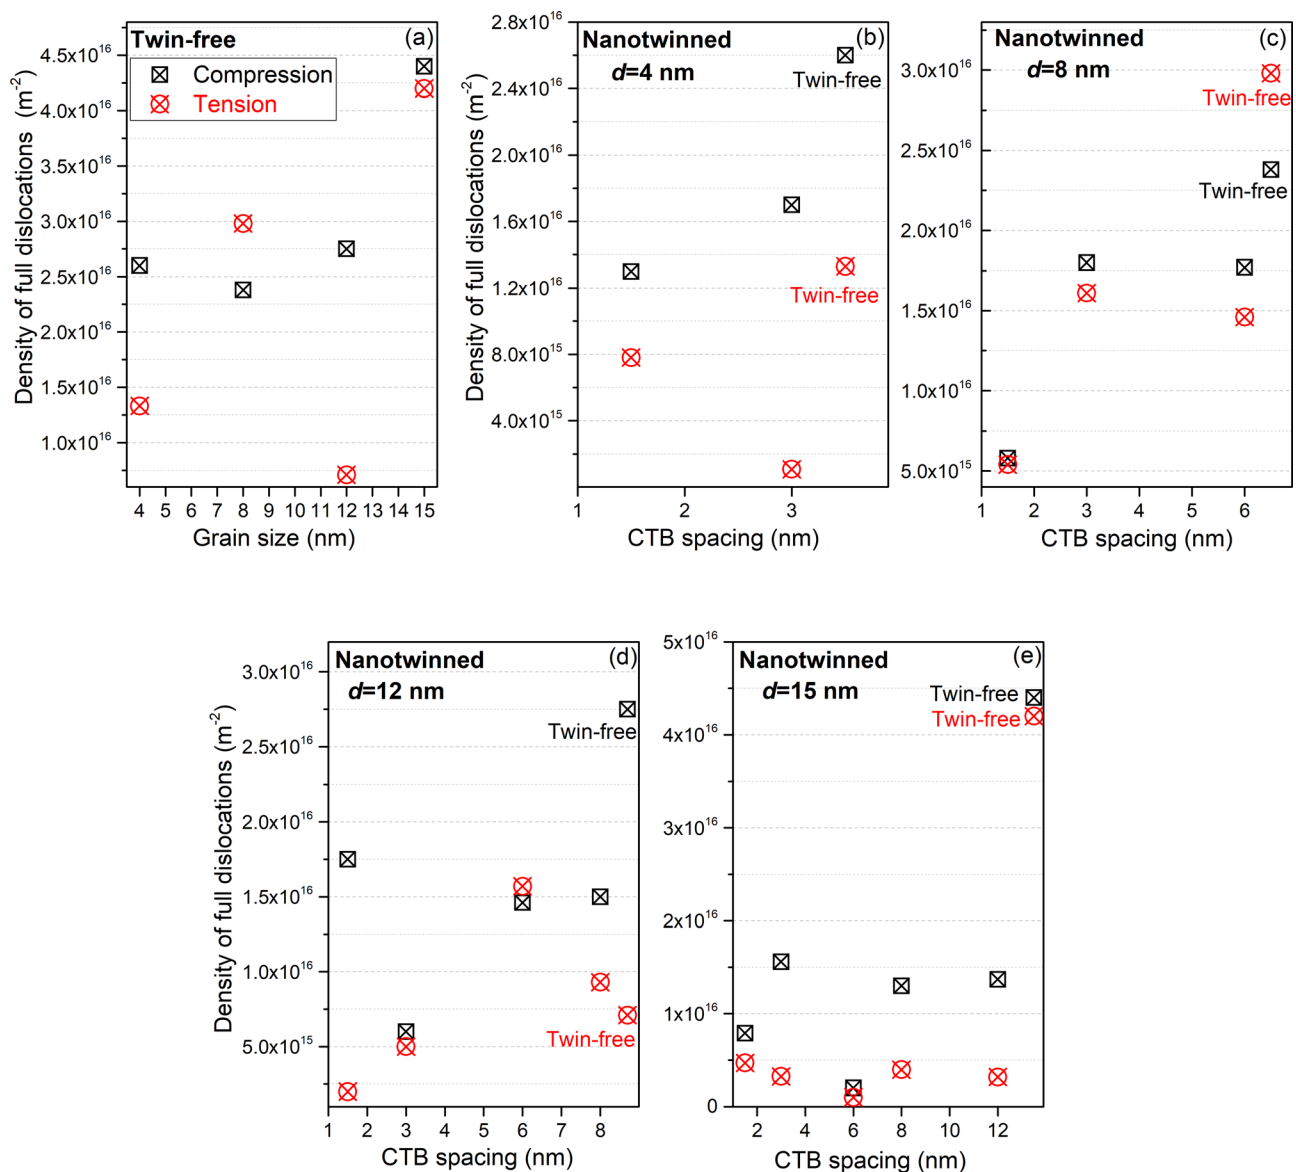 Twin-free
(a)
Compression
Tension
Density of full dislocations (m⁻²)
4.5x10¹⁶
4.0x10¹⁶
3.5x10¹⁶
3.0x10¹⁶
2.5x10¹⁶
2.0x10¹⁶
1.5x10¹⁶
1.0x10¹⁶
4 5 6 7 8 9 10 11 12 13 14 15
Grain size (nm)
Nanotwinned
(b)
d=4 nm
Twin-free
Twin-free
Density of full dislocations (m⁻²)
2.8x10¹⁶
2.4x10¹⁶
2.0x10¹⁶
1.6x10¹⁶
1.2x10¹⁶
8.0x10¹⁵
4.0x10¹⁵
1 2 3
CTB spacing (nm)
Nanotwinned
(c)
d=8 nm
Twin-free
Twin-free
3.0x10¹⁶
2.5x10¹⁶
2.0x10¹⁶
1.5x10¹⁶
1.0x10¹⁶
5.0x10¹⁵
1 2 3 4 5 6
CTB spacing (nm)
Nanotwinned
(d)
d=12 nm
Twin-free
Twin-free
Density of full dislocations (m⁻²)
3.0x10¹⁶
2.5x10¹⁶
2.0x10¹⁶
1.5x10¹⁶
1.0x10¹⁶
5.0x10¹⁵
1 2 3 4 5 6 7 8
CTB spacing (nm)
Nanotwinned
(e)
d=15 nm
Twin-free
Twin-free
5x10¹⁶
4x10¹⁶
3x10¹⁶
2x10¹⁶
1x10¹⁶
0
2 4 6 8 10 12
CTB spacing (nm)